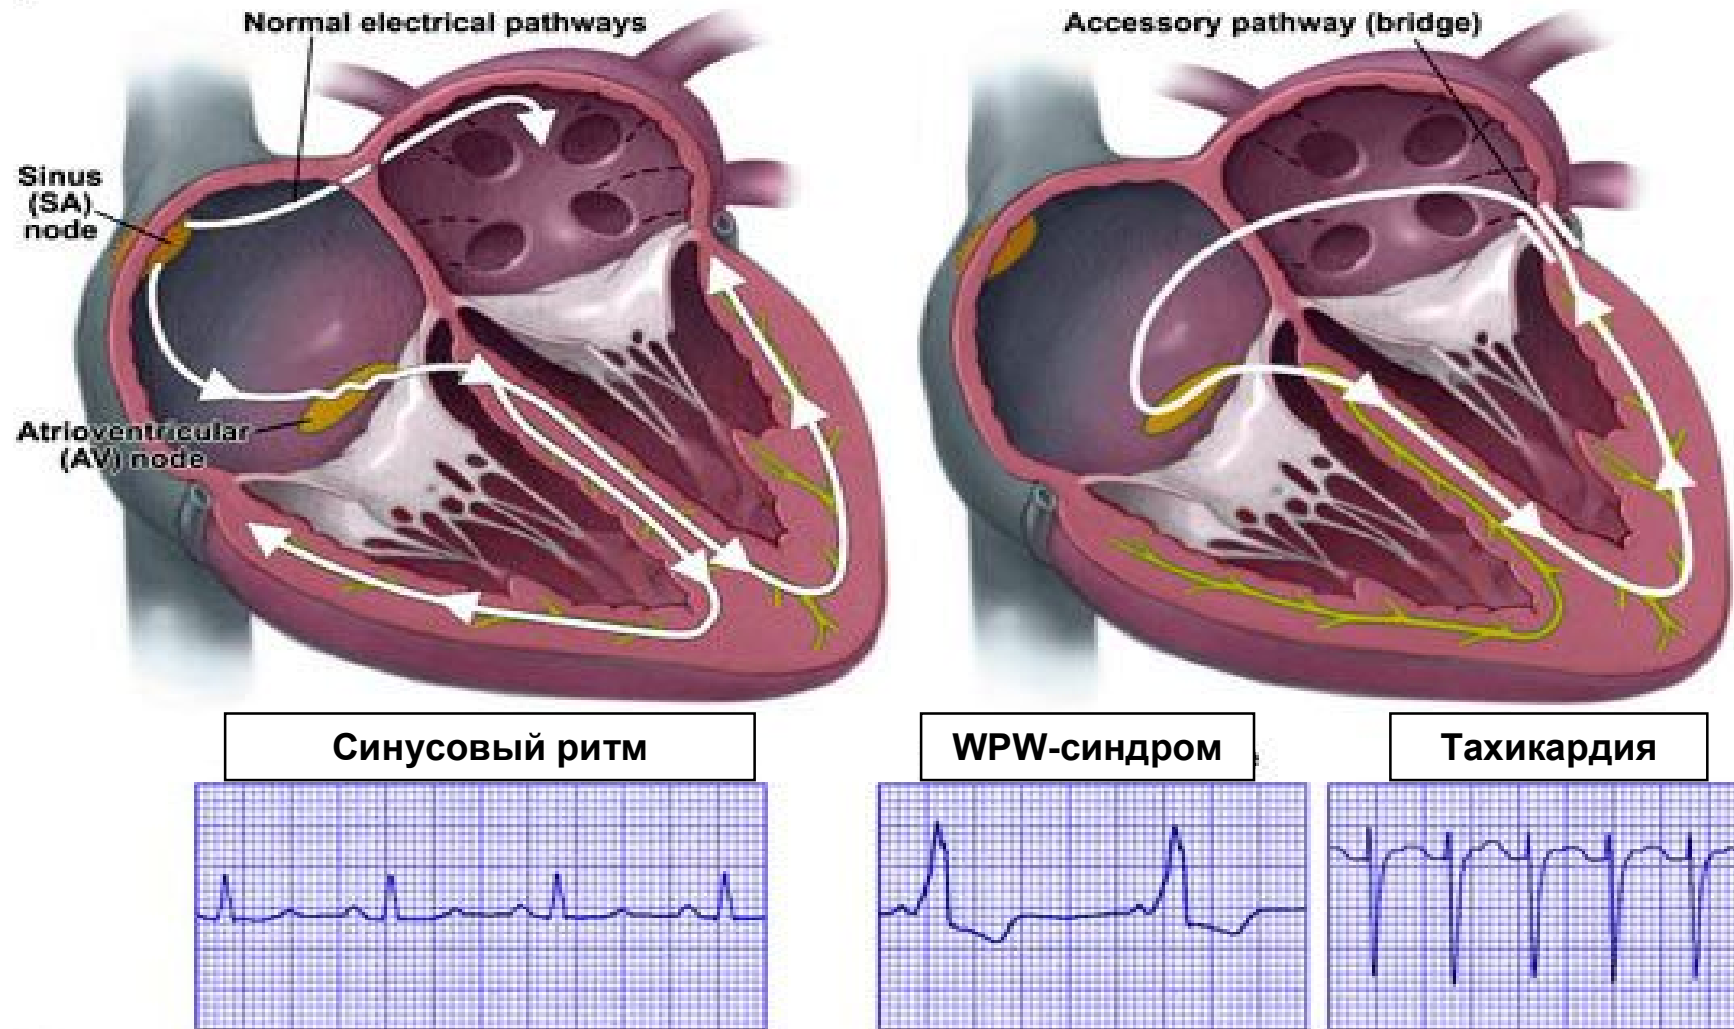 Normal electrical pathways
Accessory pathway (bridge)
Sinus
(SA)
node
Atrioventricular
(AV) node
Синусовый ритм
WPW-синдром
Тахикардия